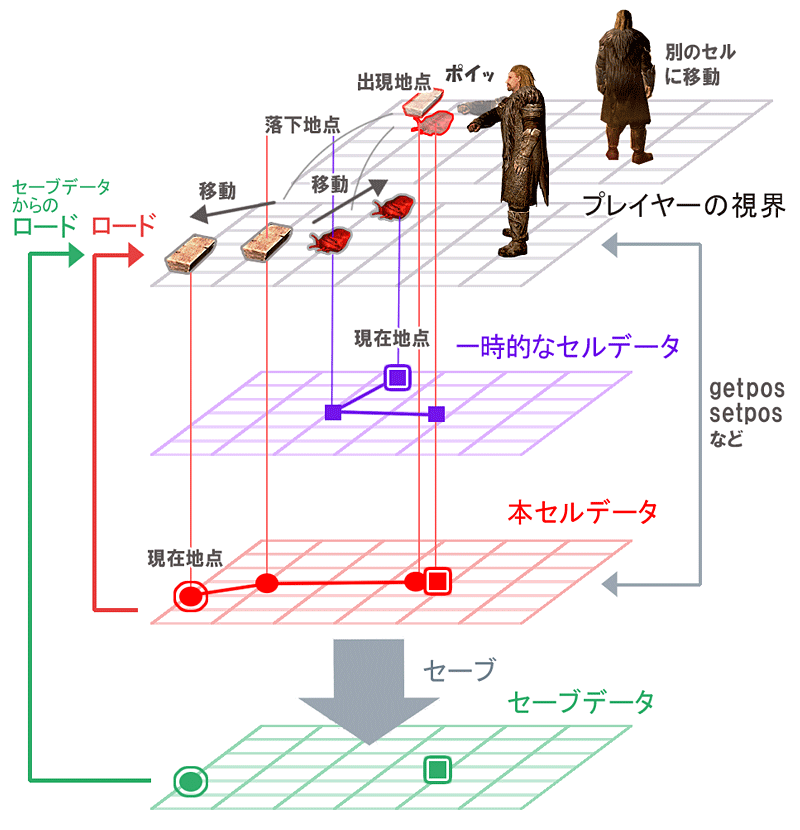 別のセル
に移動
ポイッ
出現地点
落下地点
移動
移動
セーブデータ
からの
ロード
ロード
プレイヤーの視界
現在地点
一時的なセルデータ
getpos
setpos
など
本セルデータ
現在地点
セーブ
セーブデータ